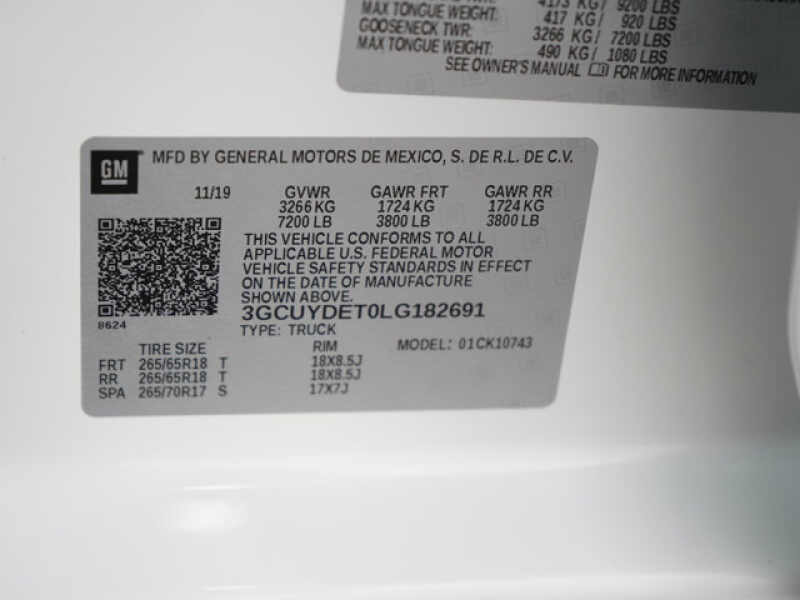 4173 KG/ 9200 LBS
MAX TONGUE WEIGHT: 417 KG/ 920 LBS
GOOSENECK TWR: 3266 KG/ 7200 LBS
MAX TONGUE WEIGHT: 490 KG/ 1080 LBS
SEE OWNER'S MANUAL FOR MORE INFORMATION
GM MFD BY GENERAL MOTORS DE MEXICO, S. DE R.L. DE C.V.
11/19 GVWR GAWR FRT GAWR RR
3266 KG 1724 KG 1724 KG
7200 LB 3800 LB 3800 LB
THIS VEHICLE CONFORMS TO ALL
APPLICABLE U.S. FEDERAL MOTOR
VEHICLE SAFETY STANDARDS IN EFFECT
ON THE DATE OF MANUFACTURE
SHOWN ABOVE.
3GCUYDET0LG182691
8624
TYPE: TRUCK
TIRE SIZE RIM MODEL: 01CK10743
FRT 265/65R18 T 18X8.5J
RR 265/65R18 T 18X8.5J
SPA 265/70R17 S 17X7J